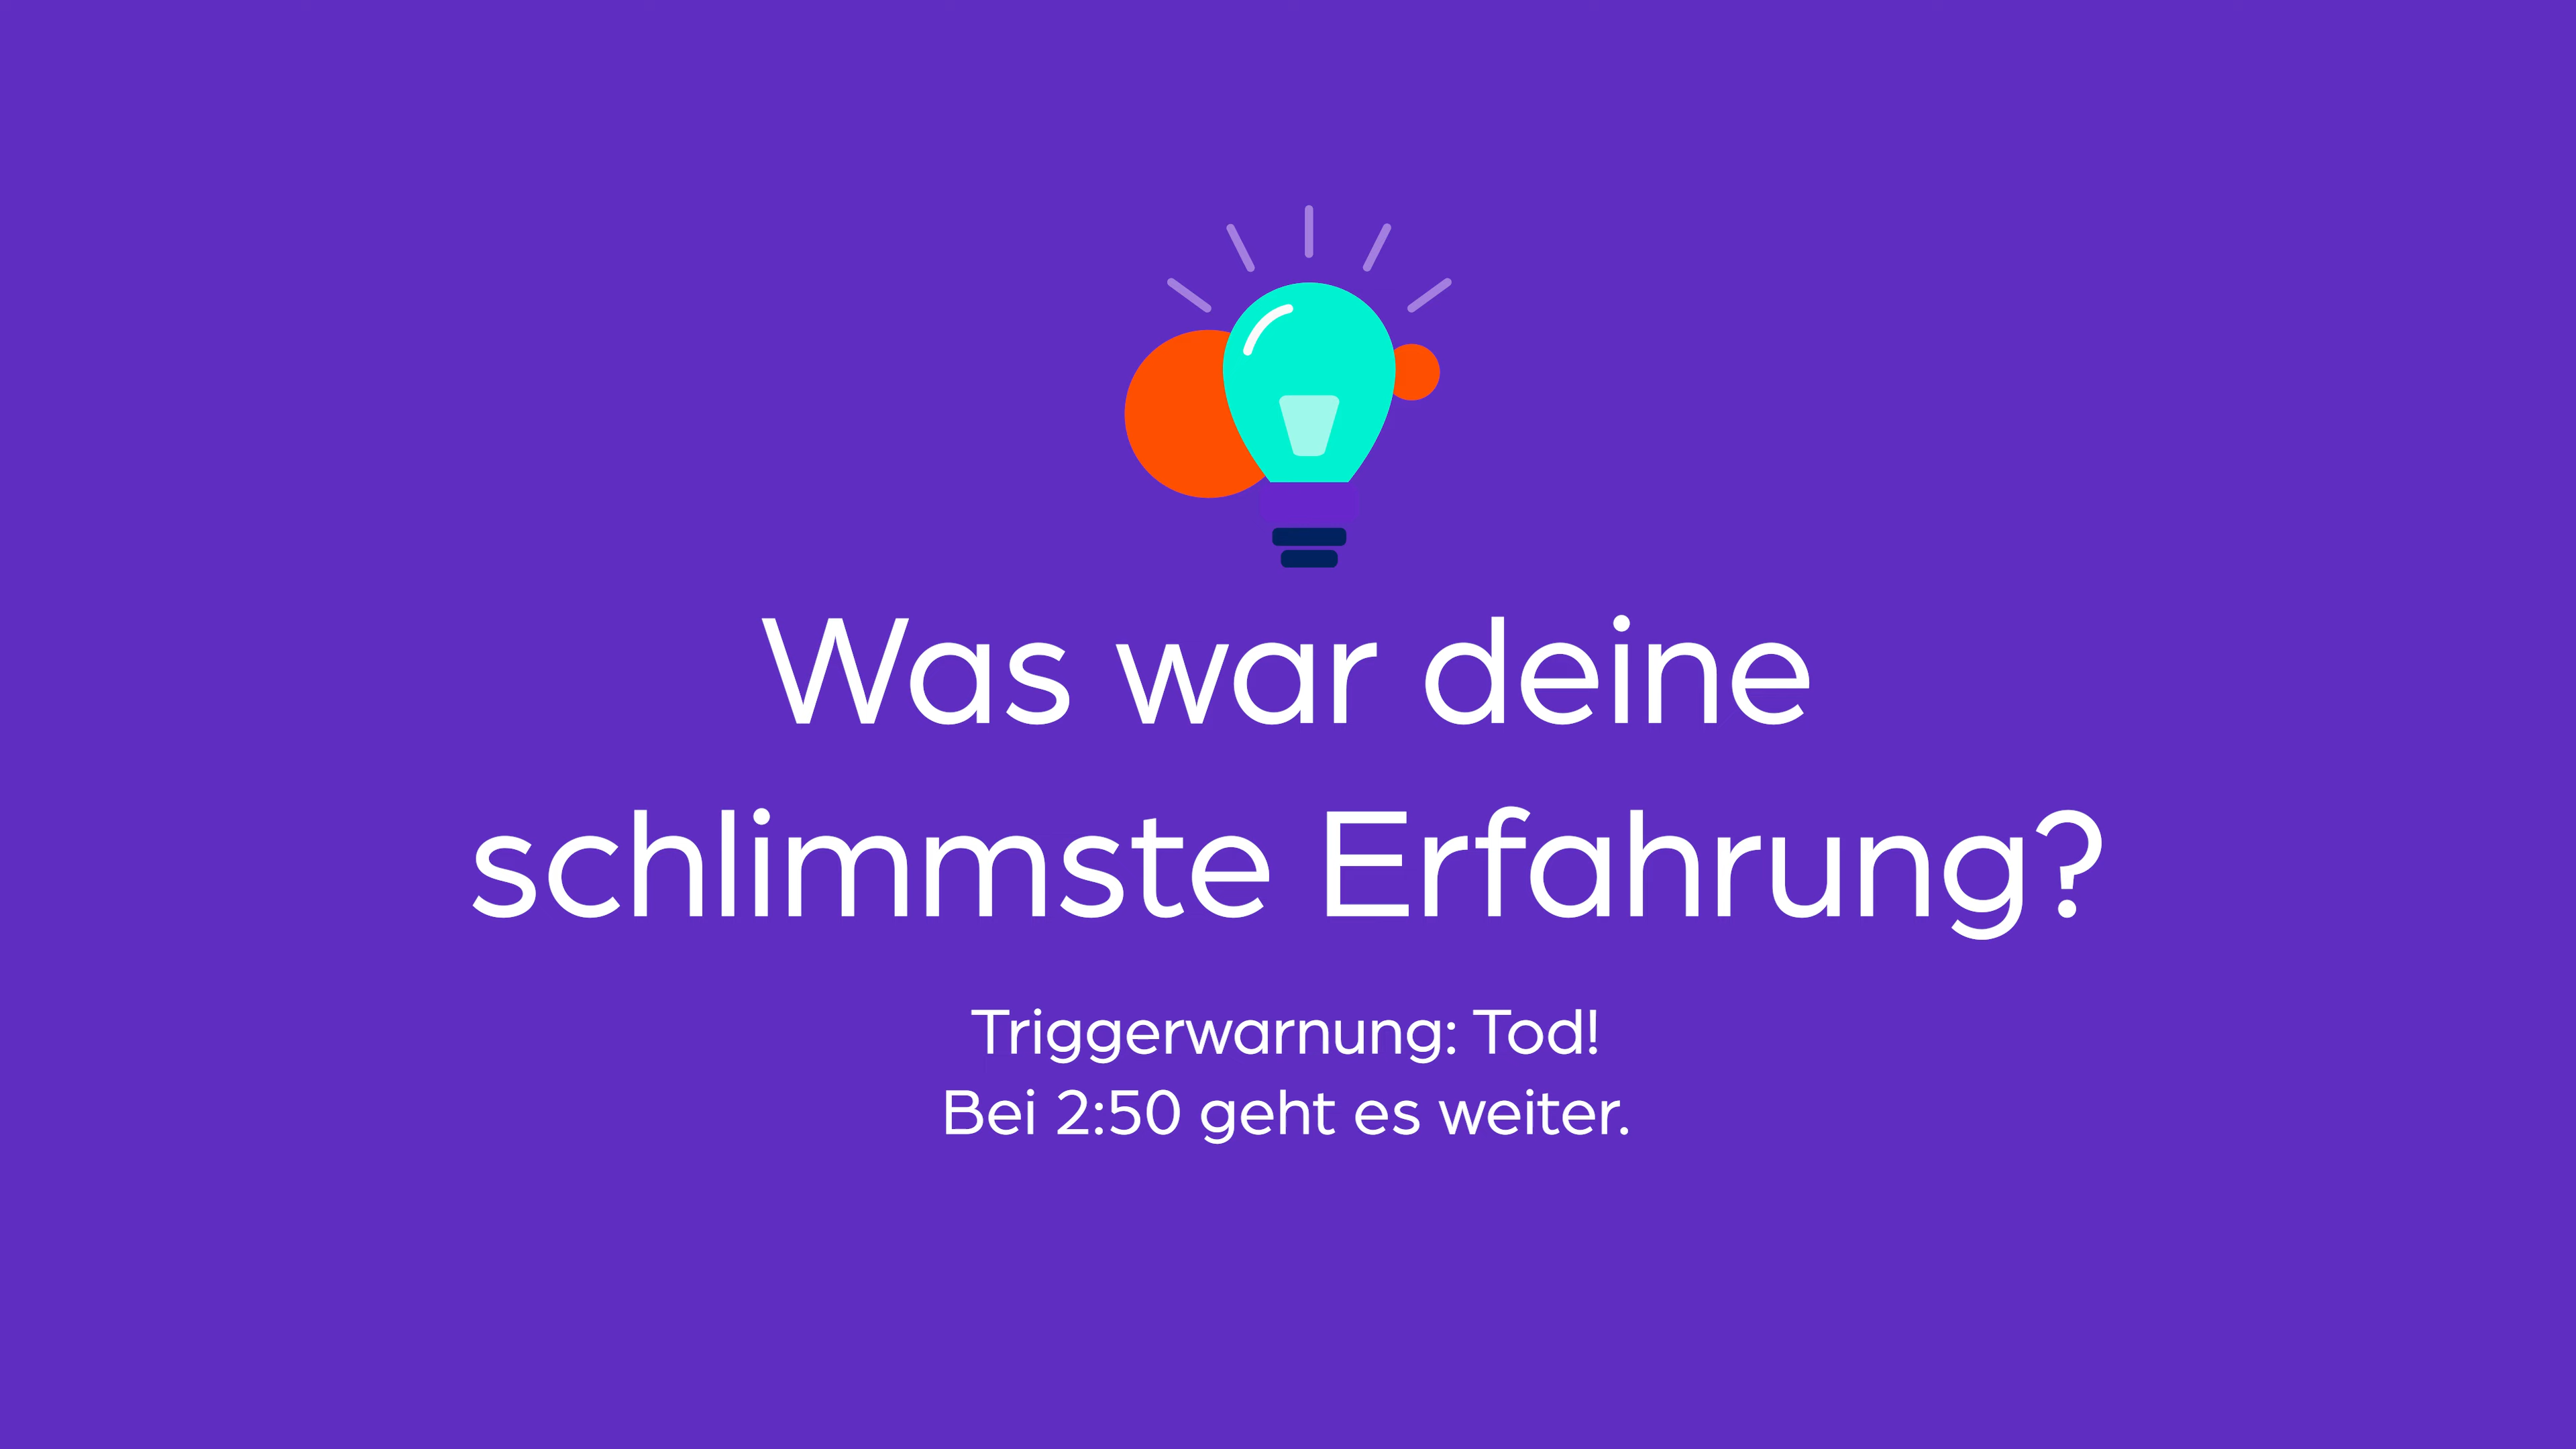 Was war deine
schlimmste Erfahrung?
Triggerwarnung: Tod!
Bei 2:50 geht es weiter.